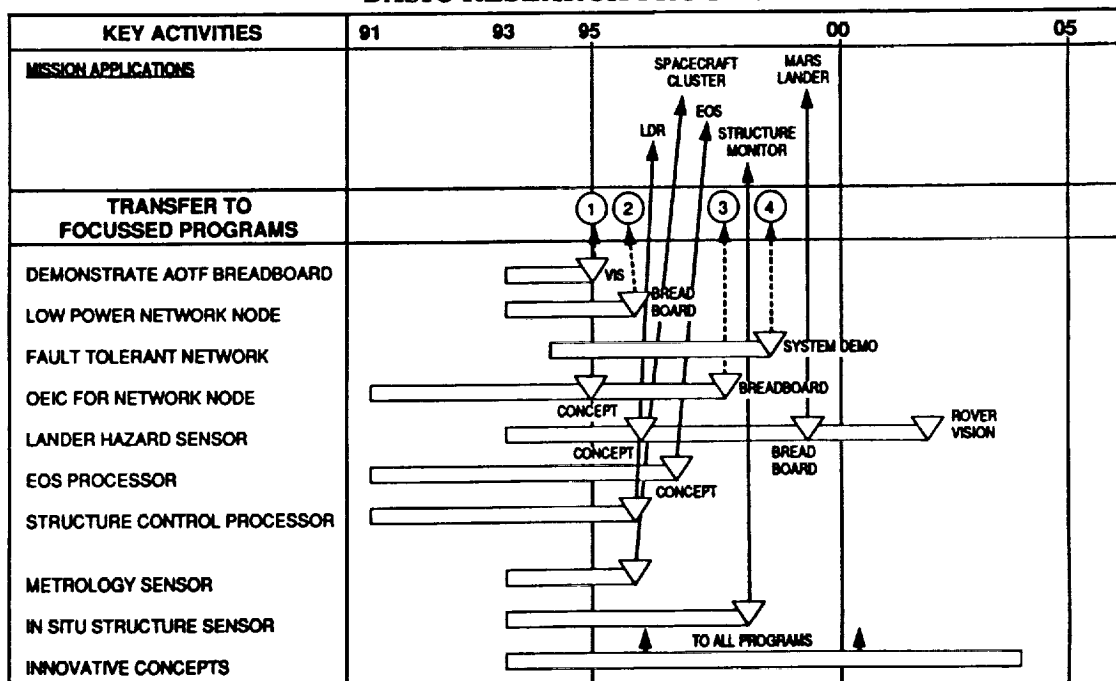 KEY ACTIVITIES 91 93 95 00 05
MISSION APPLICATIONS
SPACECRAFT
CLUSTER
MARS
LANDER
EOS
LDR
STRUCTURE
MONITOR
TRANSFER TO
FOCUSSED PROGRAMS
1 2 3 4
DEMONSTRATE AOTF BREADBOARD
VIS
LOW POWER NETWORK NODE
BREAD
BOARD
FAULT TOLERANT NETWORK
SYSTEM DEMO
OEIC FOR NETWORK NODE
BREADBOARD
CONCEPT
LANDER HAZARD SENSOR
ROVER
VISION
CONCEPT
BREAD
BOARD
EOS PROCESSOR
CONCEPT
STRUCTURE CONTROL PROCESSOR
METROLOGY SENSOR
IN SITU STRUCTURE SENSOR
TO ALL PROGRAMS
INNOVATIVE CONCEPTS